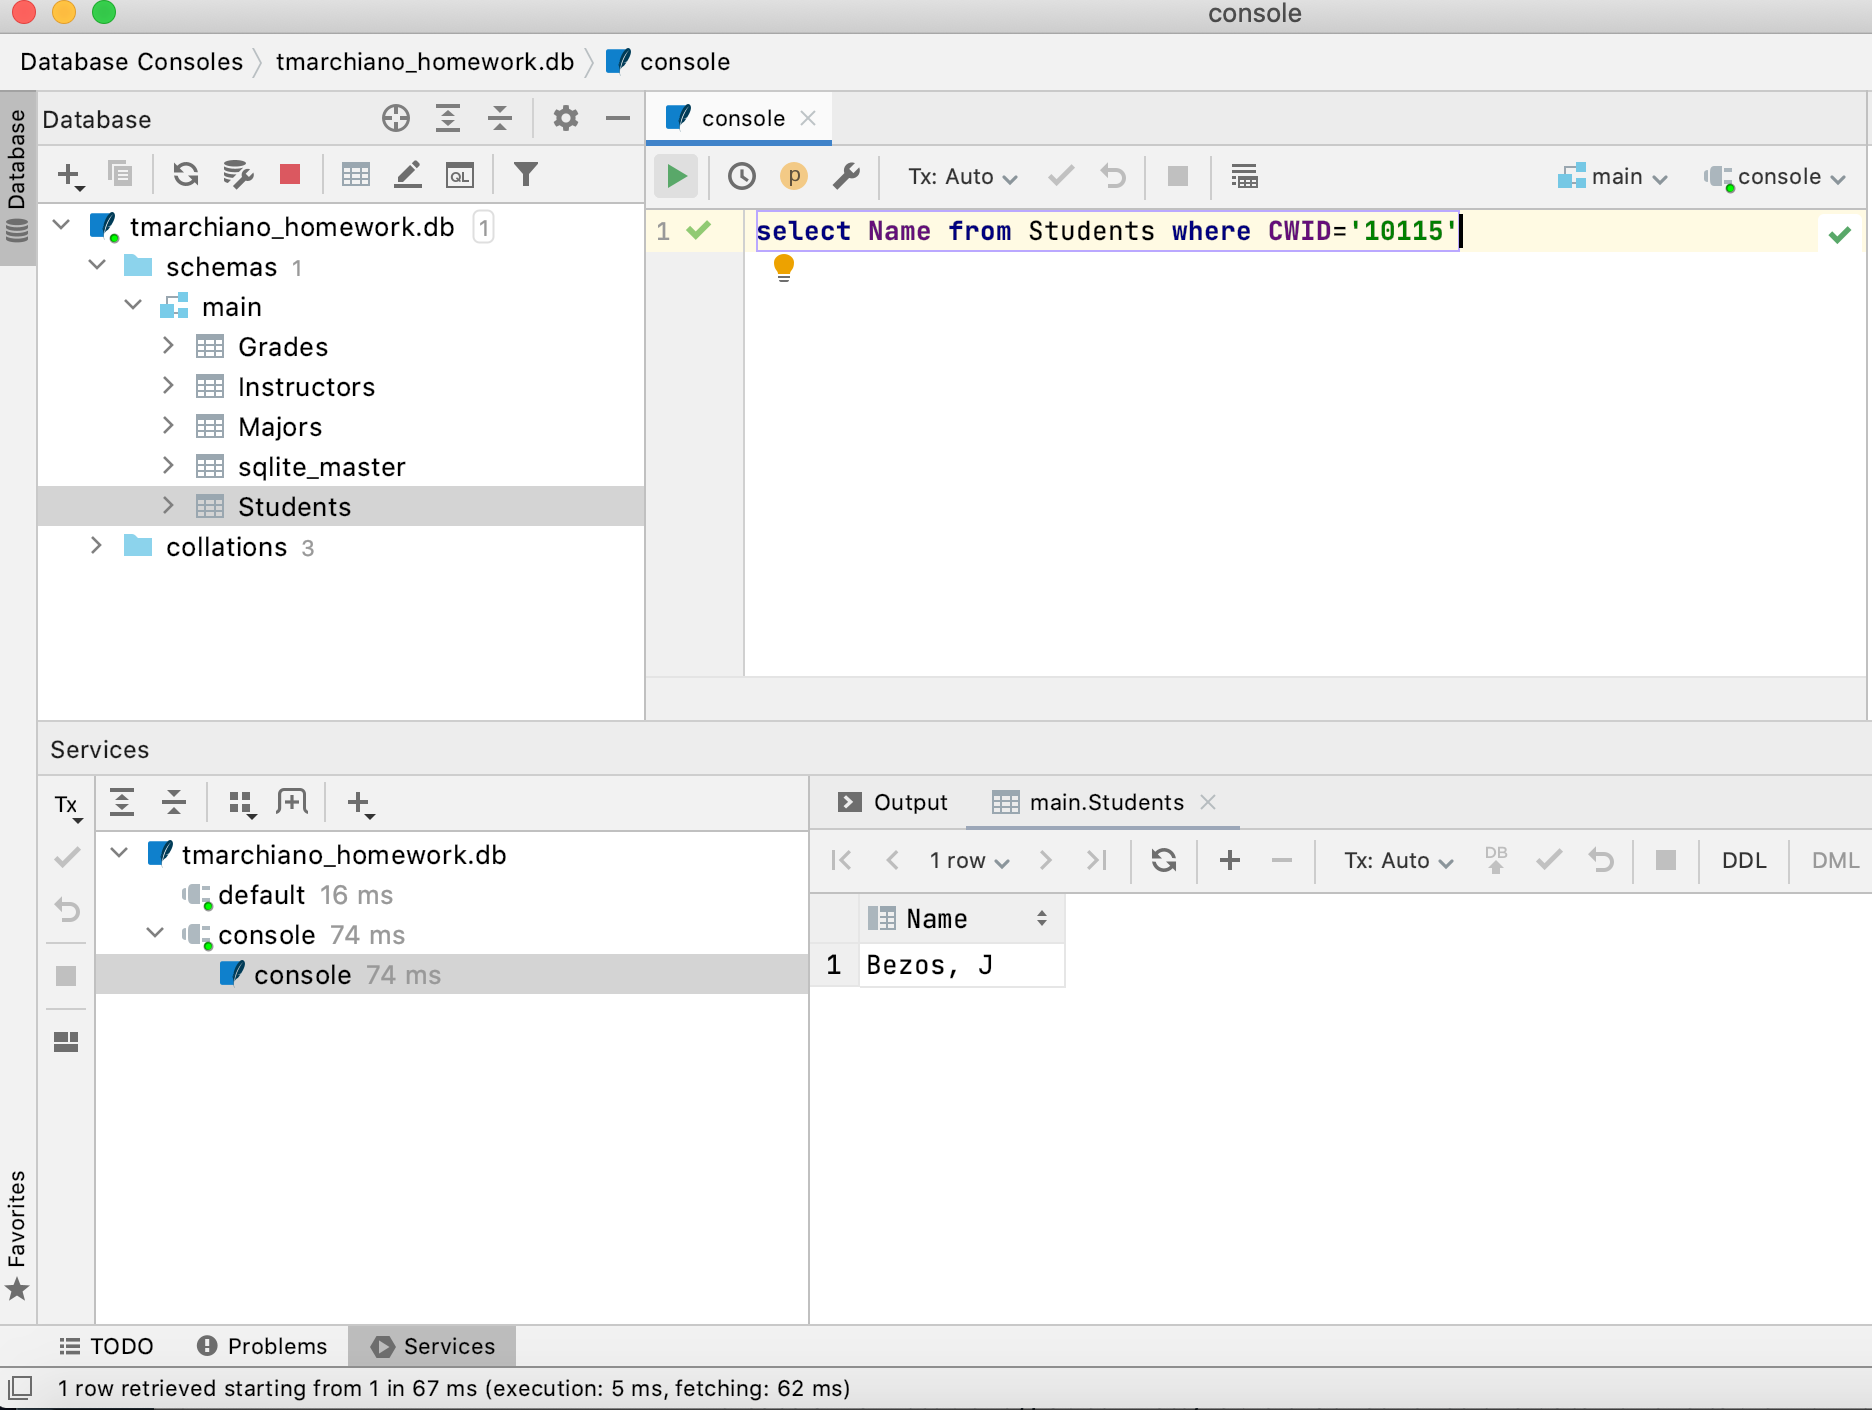 console
Database Consoles tmarchiano_homework.db console
Database
Database
console
Tx: Auto
main
console
tmarchiano_homework.db 1
schemas 1
main
Grades
Instructors
Majors
sqlite_master
Students
collations 3
1 select Name from Students where CWID='10115'
Services
Tx
tmarchiano_homework.db
default 16 ms
console 74 ms
console 74 ms
Output main.Students
1 row Tx: Auto DB DDL DML
Name
1 Bezos, J
Favorites
TODO Problems Services
1 row retrieved starting from 1 in 67 ms (execution: 5 ms, fetching: 62 ms)